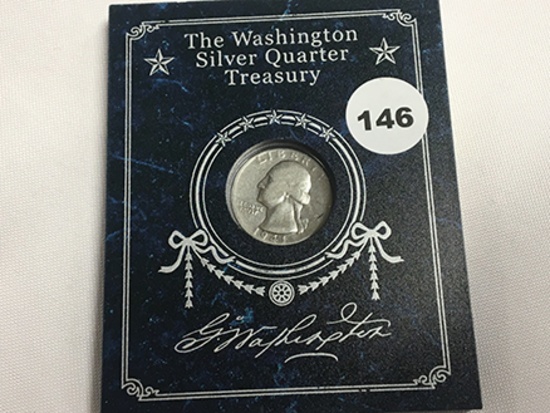 The Washington
Silver Quarter
Treasury
146
LIBERTY
G Washington